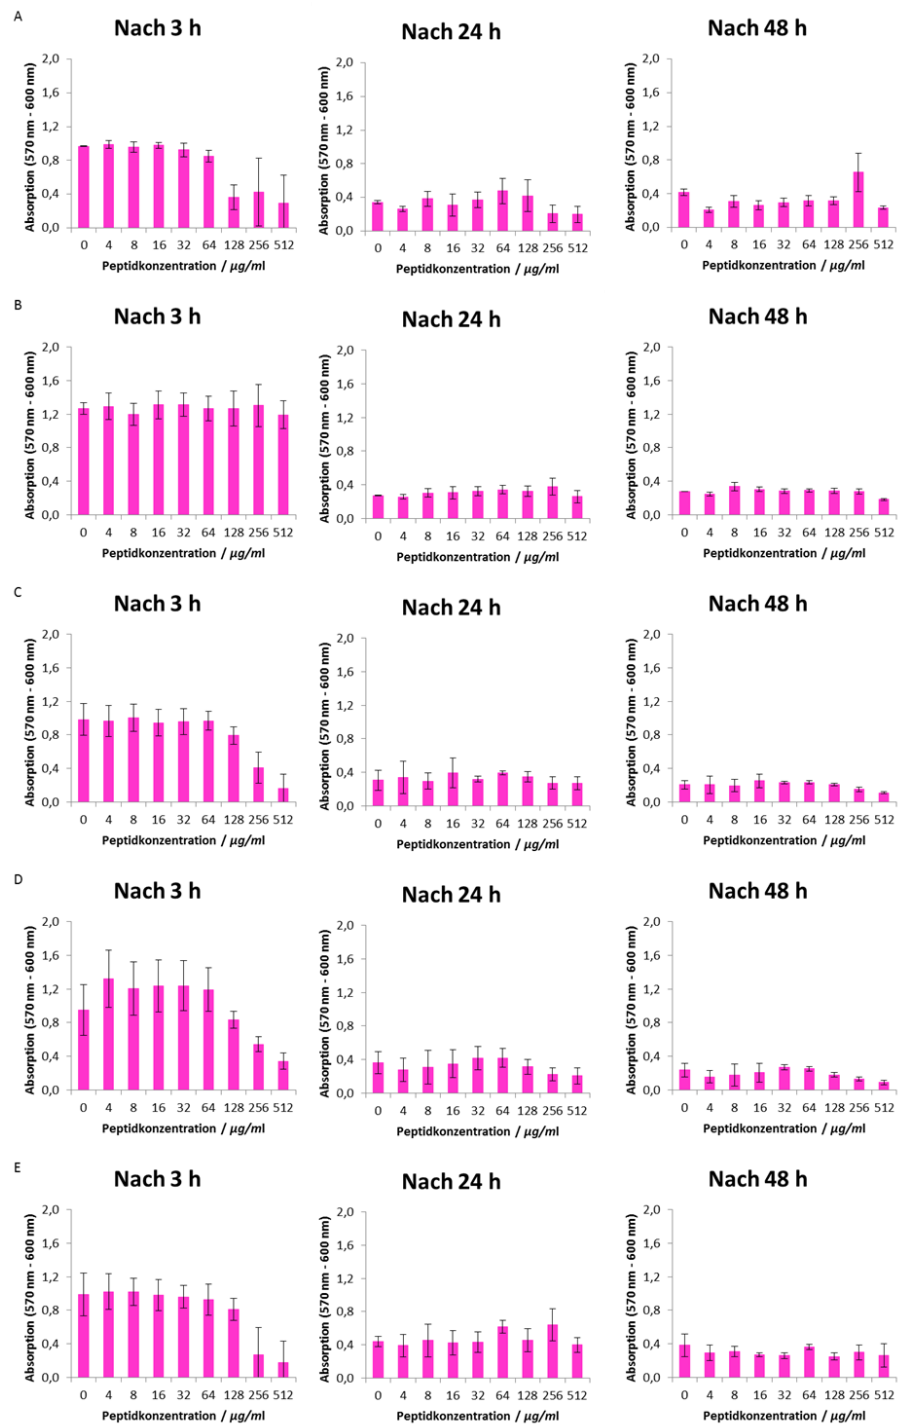 A
Nach 3 h
Nach 24 h
Nach 48 h
Absorption (570 nm - 600 nm)
2,0
1,6
1,2
0,8
0,4
0,0
0 4 8 16 32 64 128 256 512
Peptidkonzentration / µg/ml
Absorption (570 nm - 600 nm)
2,0
1,6
1,2
0,8
0,4
0,0
0 4 8 16 32 64 128 256 512
Peptidkonzentration / µg/ml
Absorption (570 nm - 600 nm)
2,0
1,6
1,2
0,8
0,4
0,0
0 4 8 16 32 64 128 256 512
Peptidkonzentration / µg/ml
B
Nach 3 h
Nach 24 h
Nach 48 h
Absorption (570 nm - 600 nm)
2,0
1,6
1,2
0,8
0,4
0,0
0 4 8 16 32 64 128 256 512
Peptidkonzentration / µg/ml
Absorption (570 nm - 600 nm)
2,0
1,6
1,2
0,8
0,4
0,0
0 4 8 16 32 64 128 256 512
Peptidkonzentration / µg/ml
Absorption (570 nm - 600 nm)
2,0
1,6
1,2
0,8
0,4
0,0
0 4 8 16 32 64 128 256 512
Peptidkonzentration / µg/ml
C
Nach 3 h
Nach 24 h
Nach 48 h
Absorption (570 nm - 600 nm)
2,0
1,6
1,2
0,8
0,4
0,0
0 4 8 16 32 64 128 256 512
Peptidkonzentration / µg/ml
Absorption (570 nm - 600 nm)
2,0
1,6
1,2
0,8
0,4
0,0
0 4 8 16 32 64 128 256 512
Peptidkonzentration / µg/ml
Absorption (570 nm - 600 nm)
2,0
1,6
1,2
0,8
0,4
0,0
0 4 8 16 32 64 128 256 512
Peptidkonzentration / µg/ml
D
Nach 3 h
Nach 24 h
Nach 48 h
Absorption (570 nm - 600 nm)
2,0
1,6
1,2
0,8
0,4
0,0
0 4 8 16 32 64 128 256 512
Peptidkonzentration / µg/ml
Absorption (570 nm - 600 nm)
2,0
1,6
1,2
0,8
0,4
0,0
0 4 8 16 32 64 128 256 512
Peptidkonzentration / µg/ml
Absorption (570 nm - 600 nm)
2,0
1,6
1,2
0,8
0,4
0,0
0 4 8 16 32 64 128 256 512
Peptidkonzentration / µg/ml
E
Nach 3 h
Nach 24 h
Nach 48 h
Absorption (570 nm - 600 nm)
2,0
1,6
1,2
0,8
0,4
0,0
0 4 8 16 32 64 128 256 512
Peptidkonzentration / µg/ml
Absorption (570 nm - 600 nm)
2,0
1,6
1,2
0,8
0,4
0,0
0 4 8 16 32 64 128 256 512
Peptidkonzentration / µg/ml
Absorption (570 nm - 600 nm)
2,0
1,6
1,2
0,8
0,4
0,0
0 4 8 16 32 64 128 256 512
Peptidkonzentration / µg/ml